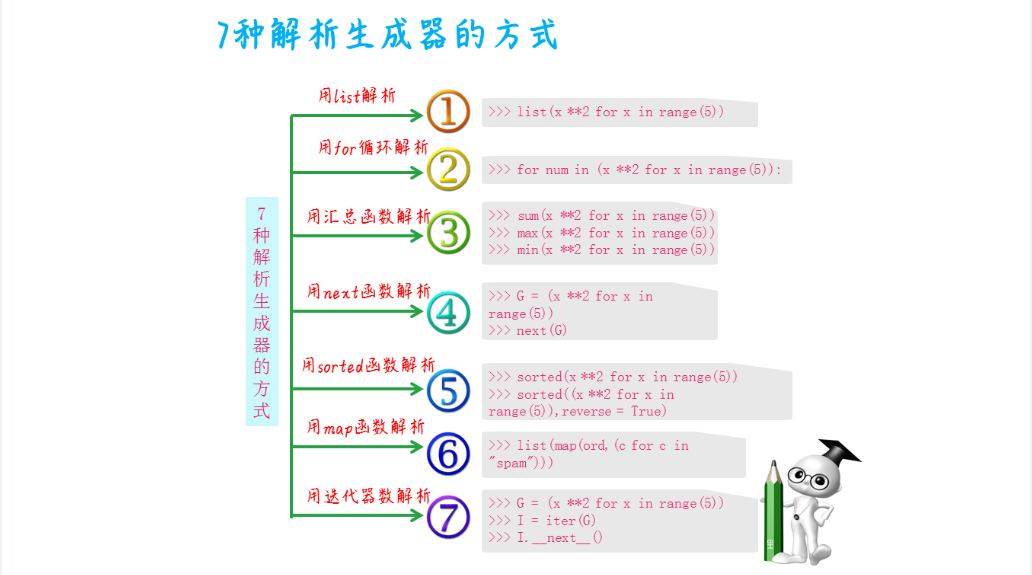 7种解析生成器的方式
7种解析生成器的方式
用list解析
①
>>> list(x **2 for x in range(5))
用for循环解析
②
>>> for num in (x **2 for x in range(5)):
用汇总函数解析
③
>>> sum(x **2 for x in range(5))
>>> max(x **2 for x in range(5))
>>> min(x **2 for x in range(5))
用next函数解析
④
>>> G = (x **2 for x in
range(5))
>>> next(G)
用sorted函数解析
⑤
>>> sorted(x **2 for x in range(5))
>>> sorted((x **2 for x in
range(5)),reverse = True)
用map函数解析
⑥
>>> list(map(ord,(c for c in
"spam")))
用迭代器数解析
⑦
>>> G = (x **2 for x in range(5))
>>> I = iter(G)
>>> I.__next__()